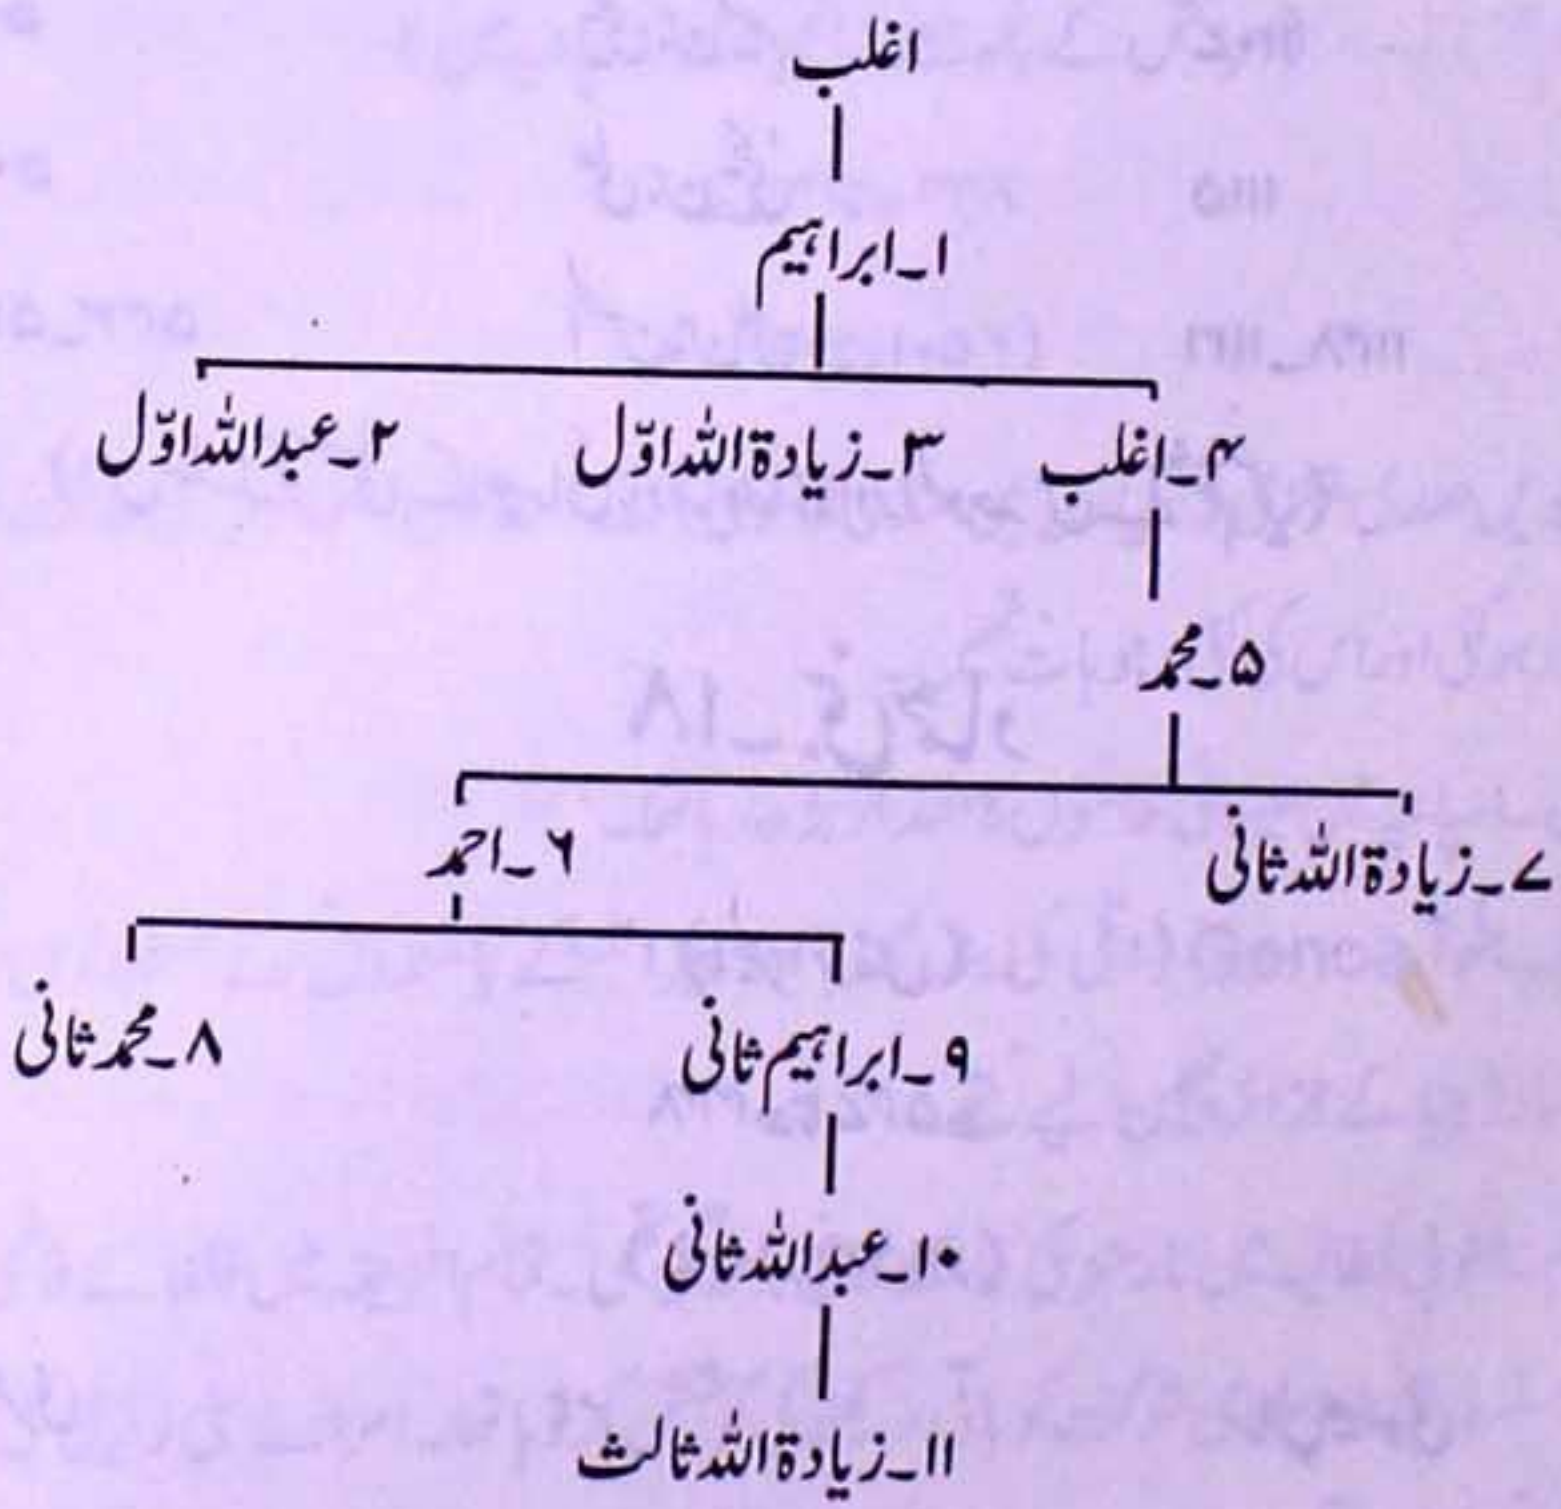 اغلب
۱۔ ابراہیم
۴۔ اغلب ۳۔ زیادۃ اللہ اوّل ۲۔ عبداللہ اوّل
۵۔ محمد
۷۔ زیادۃ اللہ ثانی ۶۔ احمد
۹۔ ابراہیم ثانی ۸۔ محمد ثانی
۱۰۔ عبداللہ ثانی
۱۱۔ زیادۃ اللہ ثالث